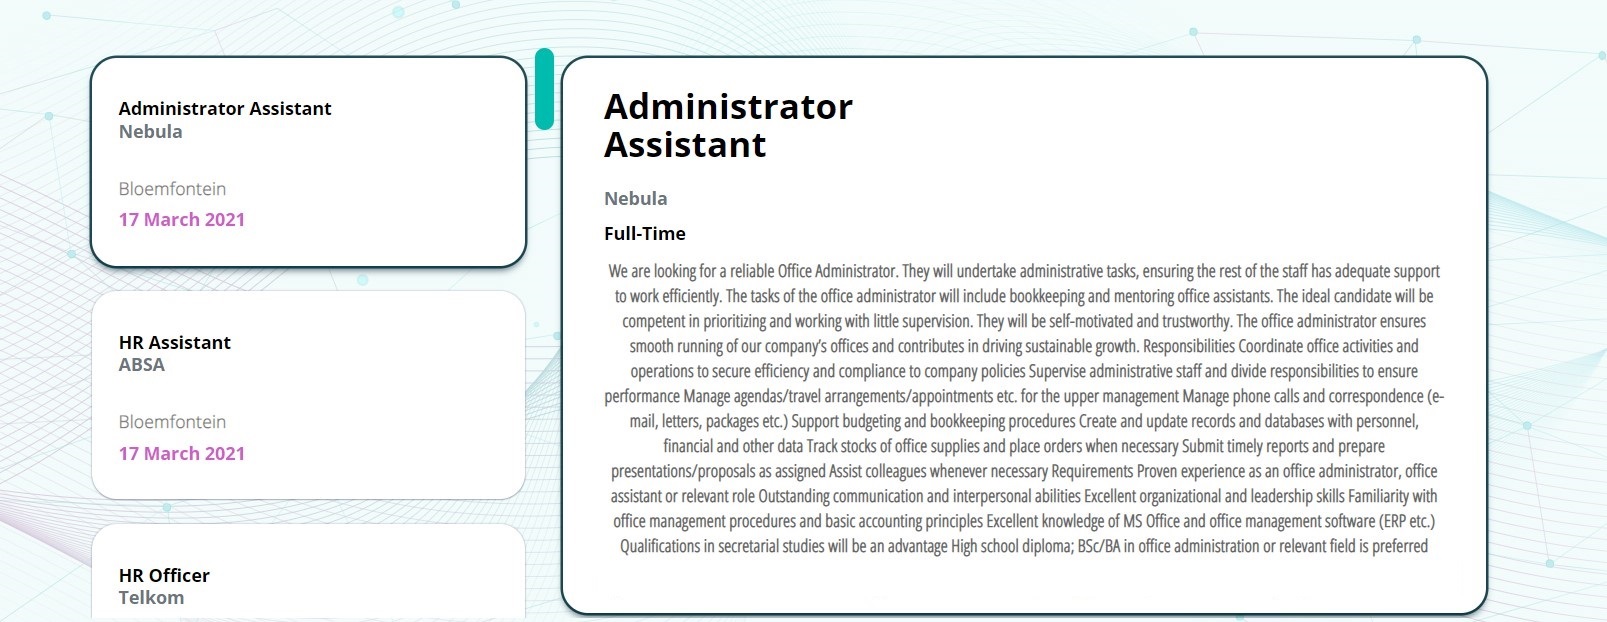 Administrator Assistant
Nebula
Bloemfontein
17 March 2021
HR Assistant
ABSA
Bloemfontein
17 March 2021
HR Officer
Telkom
Administrator
Assistant
Nebula
Full-Time
We are looking for a reliable Office Administrator. They will undertake administrative tasks, ensuring the rest of the staff has adequate support
to work efficiently. The tasks of the office administrator will include bookkeeping and mentoring office assistants. The ideal candidate will be
competent in prioritizing and working with little supervision. They will be self-motivated and trustworthy. The office administrator ensures
smooth running of our company's offices and contributes in driving sustainable growth. Responsibilities Coordinate office activities and
operations to secure efficiency and compliance to company policies Supervise administrative staff and divide responsibilities to ensure
performance Manage agendas/travel arrangements/appointments etc. for the upper management Manage phone calls and correspondence (e-
mail, letters, packages etc.) Support budgeting and bookkeeping procedures Create and update records and databases with personnel,
financial and other data Track stocks of office supplies and place orders when necessary Submit timely reports and prepare
presentations/proposals as assigned Assist colleagues whenever necessary Requirements Proven experience as an office administrator, office
assistant or relevant role Outstanding communication and interpersonal abilities Excellent organizational and leadership skills Familiarity with
office management procedures and basic accounting principles Excellent knowledge of MS Office and office management software (ERP etc.)
Qualifications in secretarial studies will be an advantage High school diploma; BSc/BA in office administration or relevant field is preferred